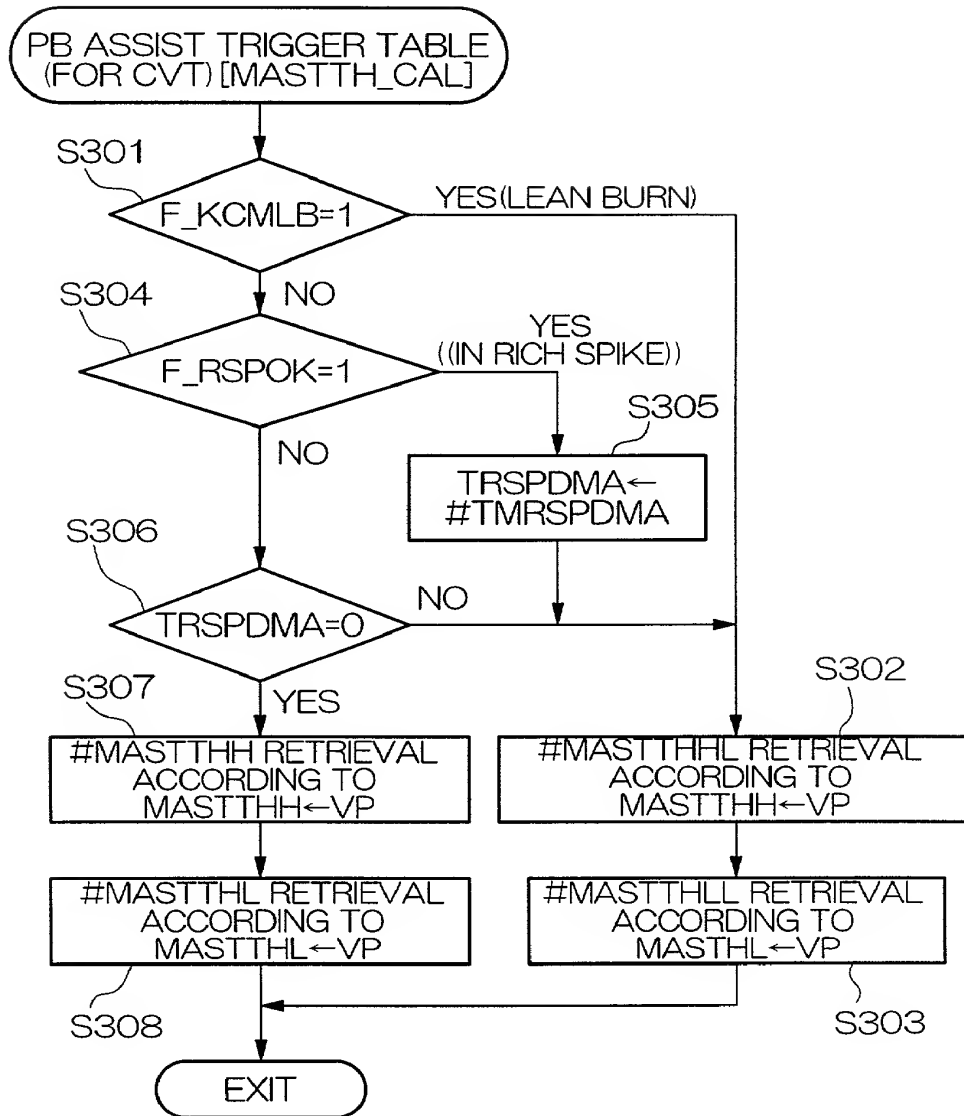 PB ASSIST TRIGGER TABLE
(FOR CVT) [MASTTH_CAL]
S301
F_KCMLB=1
YES(LEAN BURN)
NO
S304
F_RSPOK=1
YES
((IN RICH SPIKE))
NO
S305
TRSPDMA←
#TMRSPDMA
S306
TRSPDMA=0
NO
YES
S307
#MASTTHH RETRIEVAL
ACCORDING TO
MASTTHH←VP
S302
#MASTTHHL RETRIEVAL
ACCORDING TO
MASTTHH←VP
#MASTTHL RETRIEVAL
ACCORDING TO
MASTTHL←VP
S308
#MASTTHLL RETRIEVAL
ACCORDING TO
MASTHL←VP
S303
EXIT